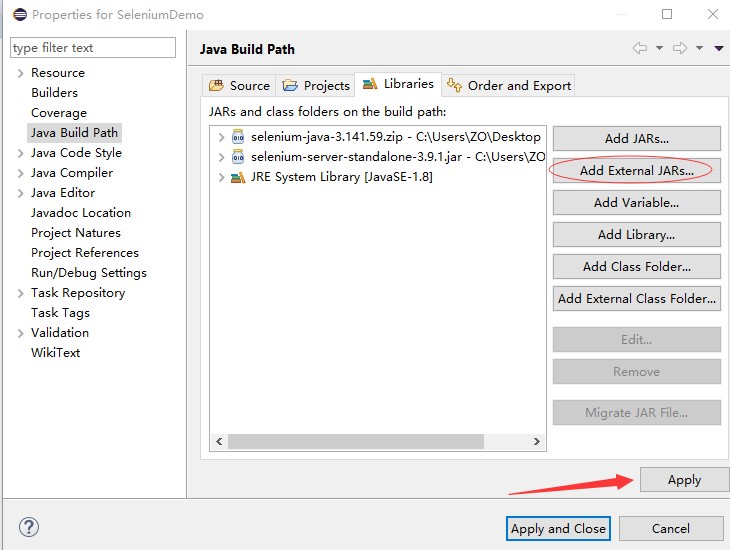 Properties for SeleniumDemo
type filter text
Resource
Builders
Coverage
Java Build Path
Java Code Style
Java Compiler
Java Editor
Javadoc Location
Project Natures
Project References
Run/Debug Settings
Task Repository
Task Tags
Validation
WikiText
Java Build Path
Source Projects Libraries Order and Export
JARs and class folders on the build path:
selenium-java-3.141.59.zip - C:\Users\ZO\Desktop
selenium-server-standalone-3.9.1.jar - C:\Users\ZO
JRE System Library [JavaSE-1.8]
Add JARs...
Add External JARs...
Add Variable...
Add Library...
Add Class Folder...
Add External Class Folder...
Edit...
Remove
Migrate JAR File...
Apply
Apply and Close
Cancel